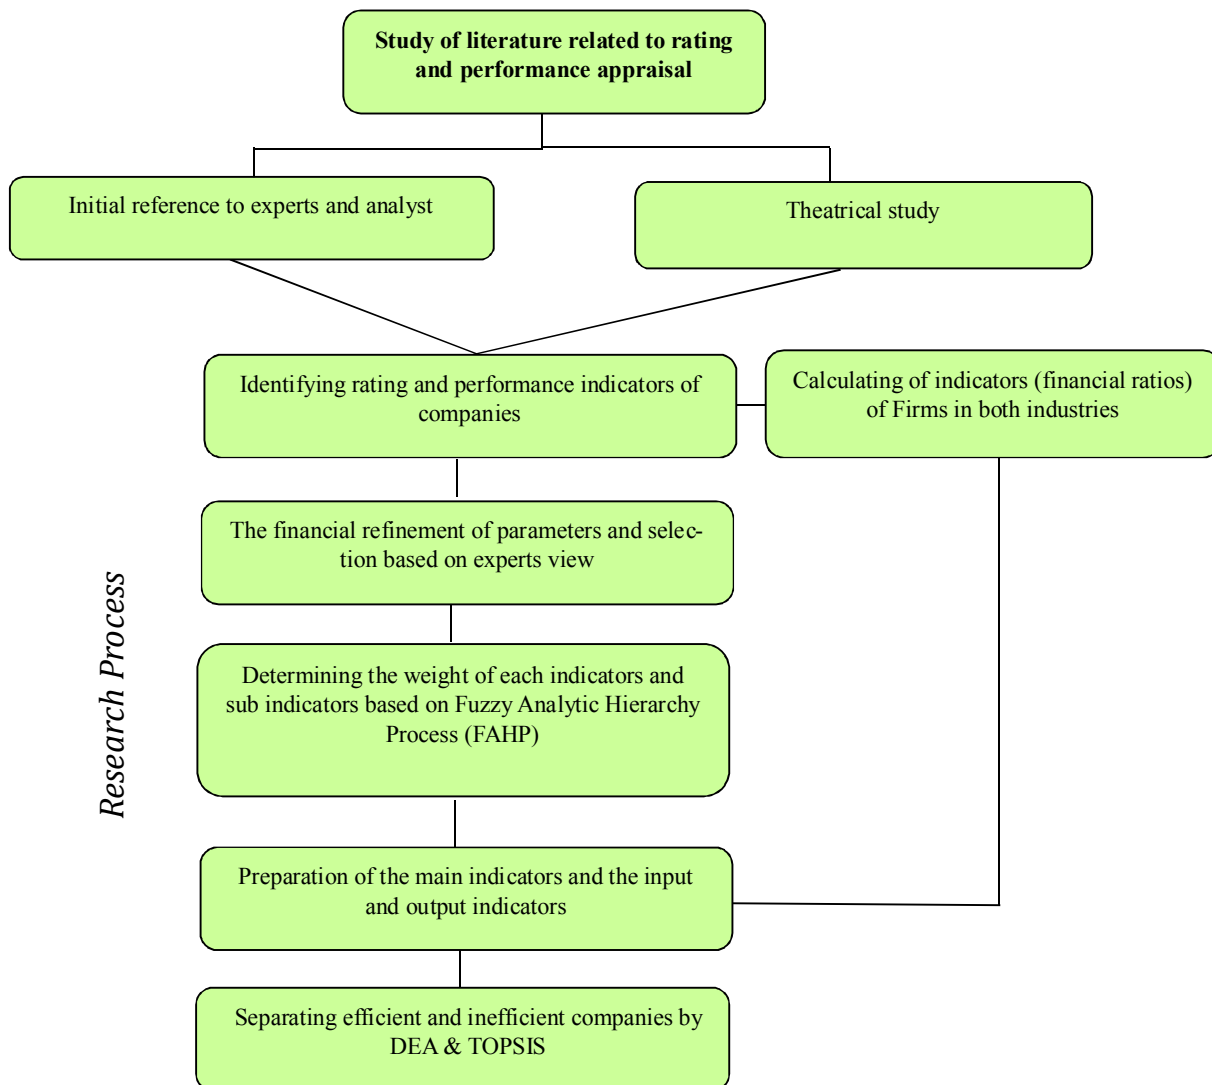 Study of literature related to rating
and performance appraisal
Initial reference to experts and analyst
Theatrical study
Identifying rating and performance indicators of
companies
Calculating of indicators (financial ratios)
of Firms in both industries
The financial refinement of parameters and selec-
tion based on experts view
Research Process
Determining the weight of each indicators and
sub indicators based on Fuzzy Analytic Hierarchy
Process (FAHP)
Preparation of the main indicators and the input
and output indicators
Separating efficient and inefficient companies by
DEA & TOPSIS